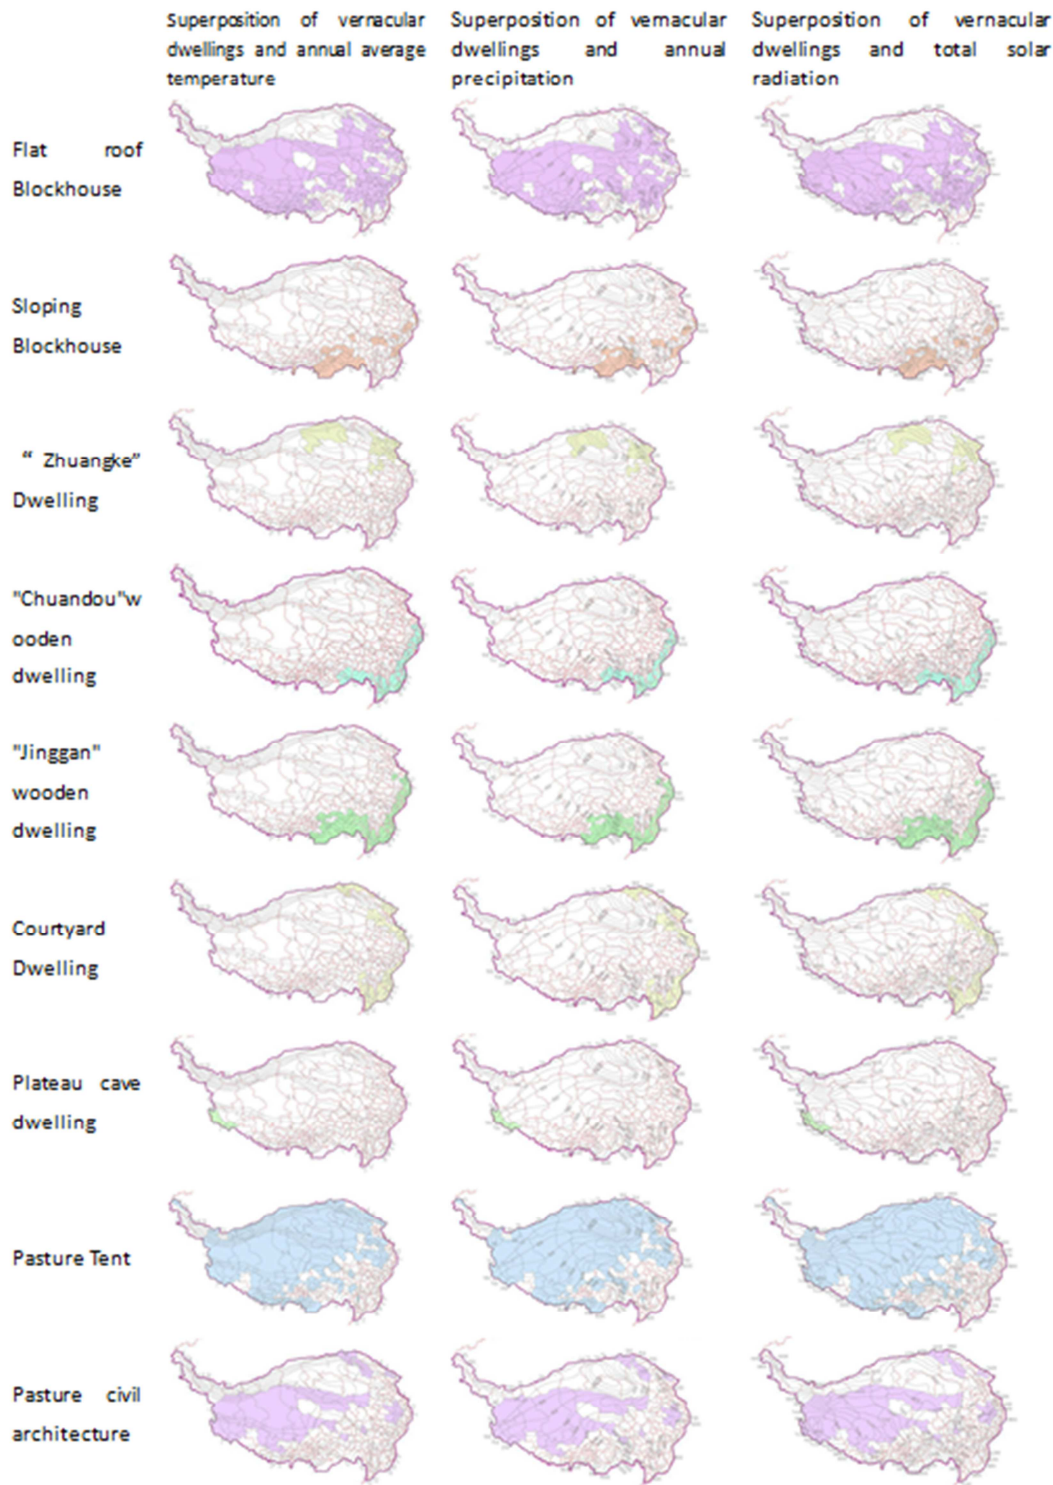 Superposition of vernacular
dwellings and annual average
temperature
Superposition of vernacular
dwellings and annual
precipitation
Superposition of vernacular
dwellings and total solar
radiation
Flat roof
Blockhouse
Sloping
Blockhouse
“ Zhuangke”
Dwelling
"Chuandou"w
ooden
dwelling
"Jinggan"
wooden
dwelling
Courtyard
Dwelling
Plateau cave
dwelling
Pasture Tent
Pasture civil
architecture